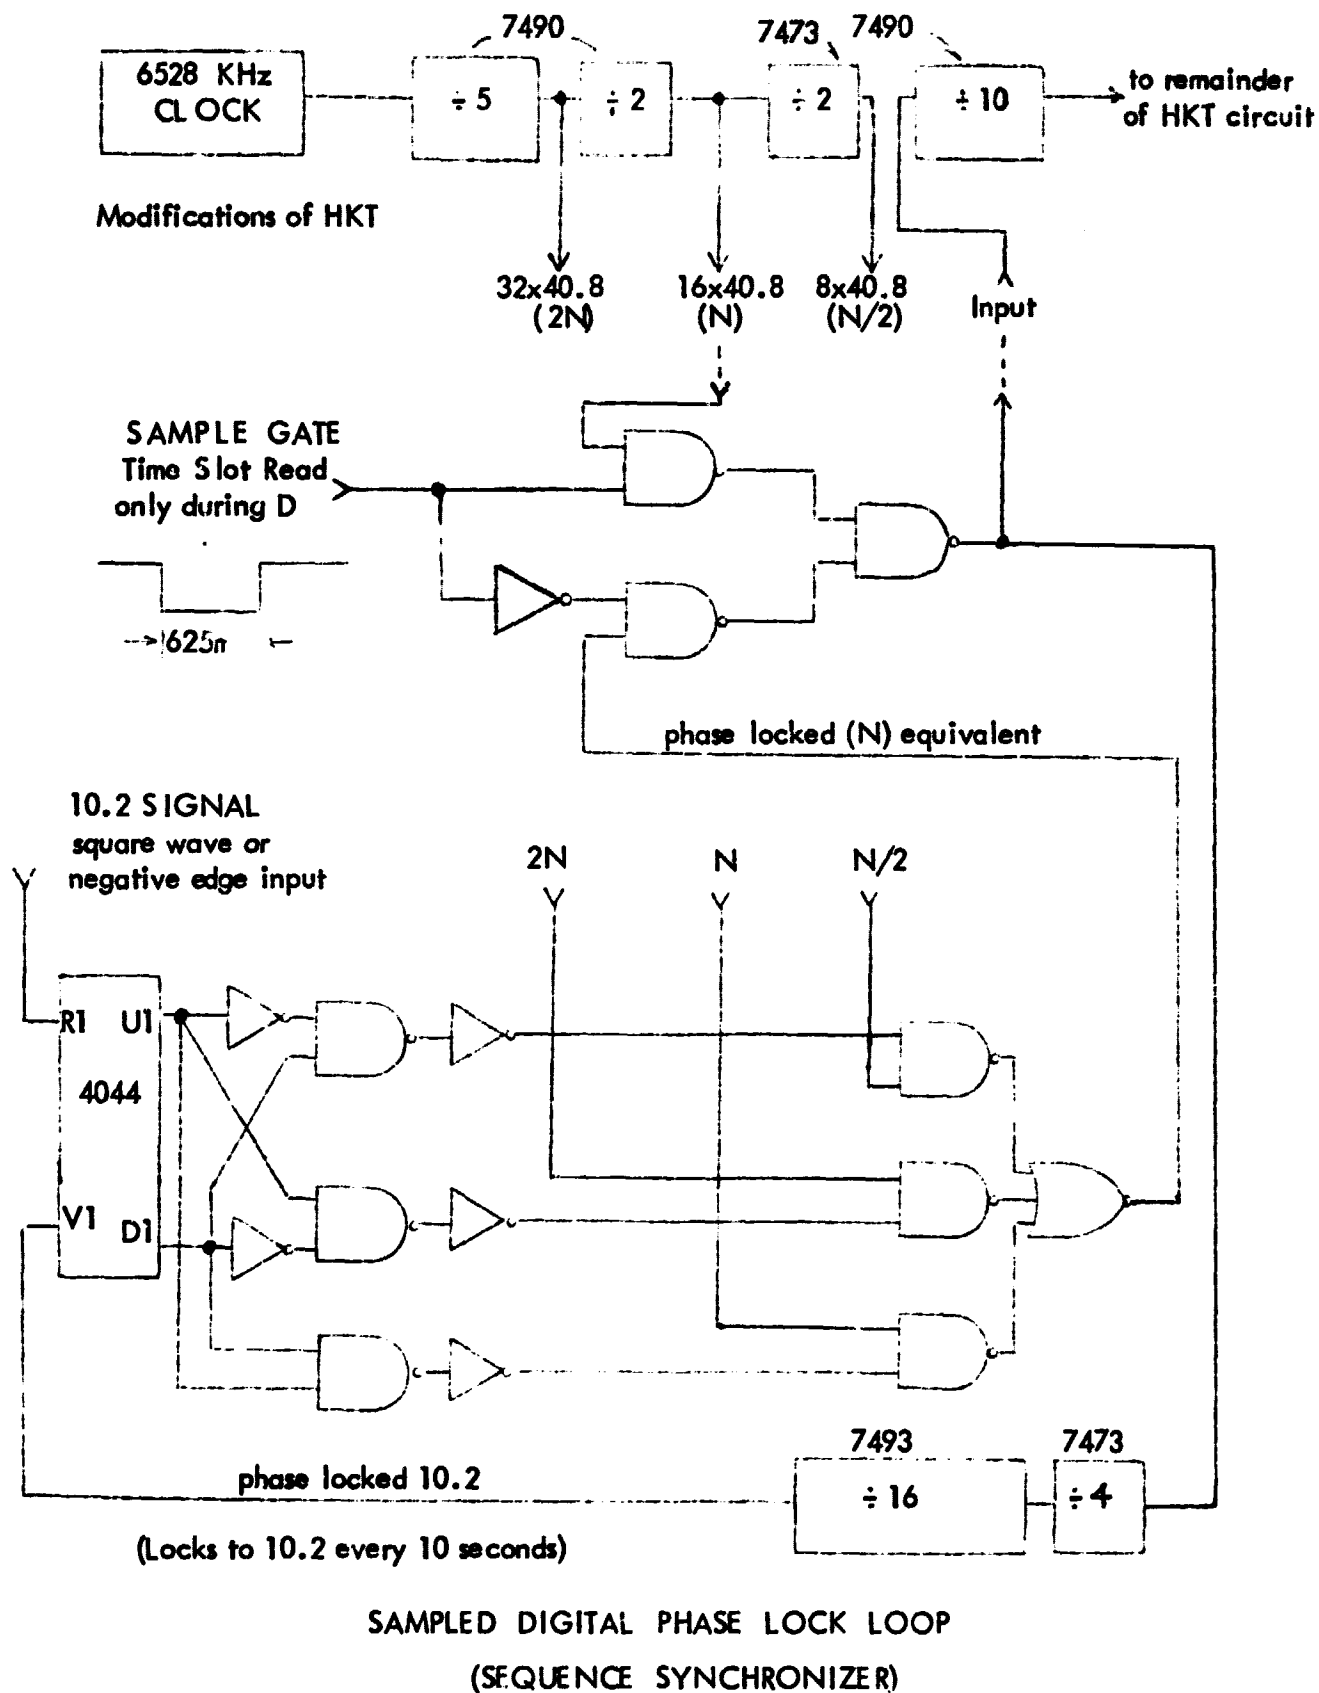 7490
7473
7490
6528 KHz
CLOCK
÷ 5
÷ 2
÷ 2
÷ 10
to remainder
of HKT circuit
Modifications of HKT
32x40.8
(2N)
16x40.8
(N)
8x40.8
(N/2)
Input
SAMPLE GATE
Time Slot Read
only during D
phase locked (N) equivalent
10.2 SIGNAL
square wave or
negative edge input
2N
N
N/2
R1
U1
4044
V1
D1
7493
7473
÷ 16
÷ 4
phase locked 10.2
(Locks to 10.2 every 10 seconds)
SAMPLED DIGITAL PHASE LOCK LOOP
(SEQUENCE SYNCHRONIZER)